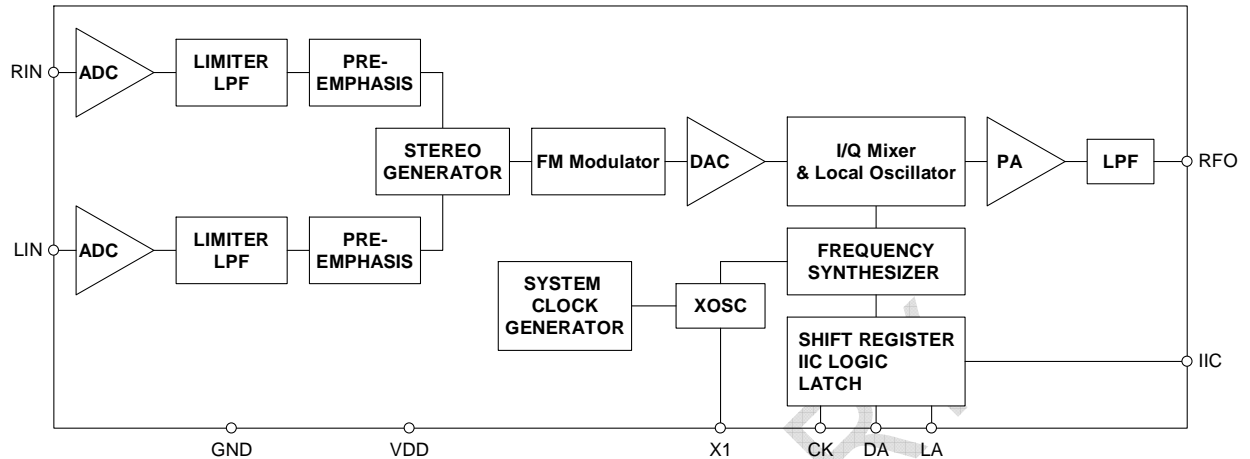 RIN
ADC
LIMITER
LPF
PRE-
EMPHASIS
STEREO
GENERATOR
FM Modulator
DAC
I/Q Mixer
& Local Oscillator
PA
LPF
RFO
LIN
ADC
LIMITER
LPF
PRE-
EMPHASIS
SYSTEM
CLOCK
GENERATOR
XOSC
FREQUENCY
SYNTHESIZER
SHIFT REGISTER
IIC LOGIC
LATCH
IIC
GND
VDD
X1
CK
DA
LA